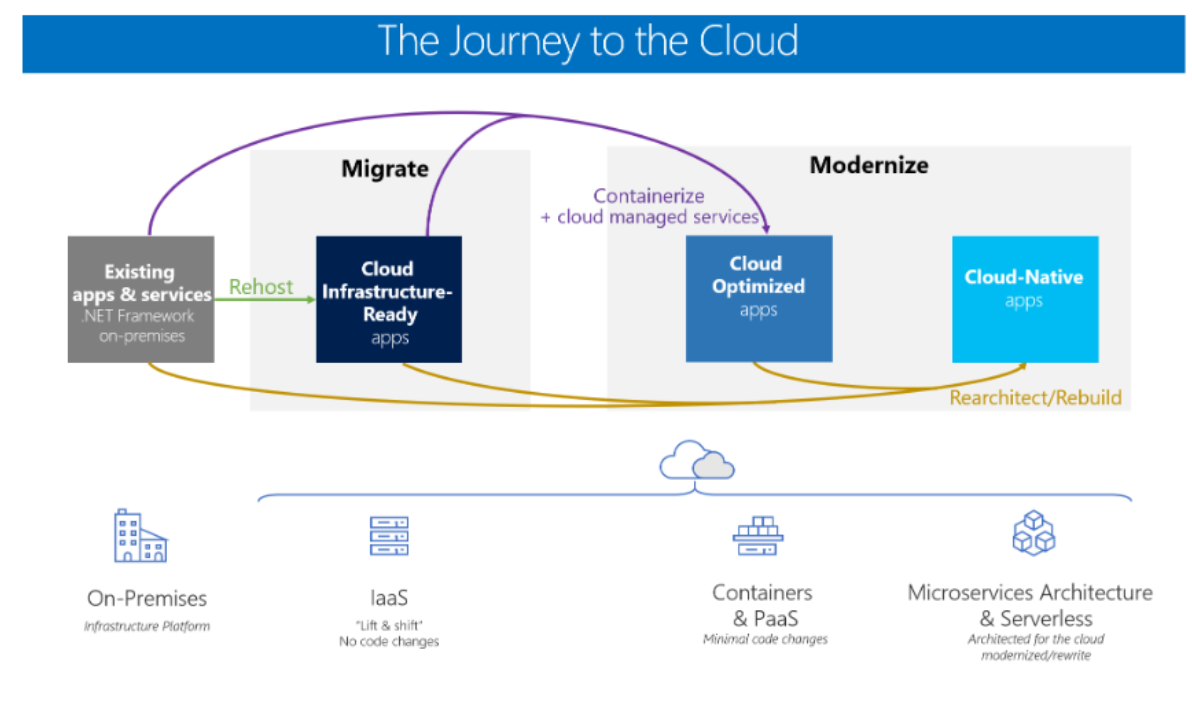 The Journey to the Cloud
Migrate
Modernize
Containerize
+ cloud managed services
Existing
apps & services
.NET Framework
on-premises
Rehost
Cloud
Infrastructure-
Ready
apps
Cloud
Optimized
apps
Cloud-Native
apps
Rearchitect/Rebuild
On-Premises
Infrastructure Platform
IaaS
"Lift & shift"
No code changes
Containers
& PaaS
Minimal code changes
Microservices Architecture
& Serverless
Architected for the cloud
modernized/rewrite